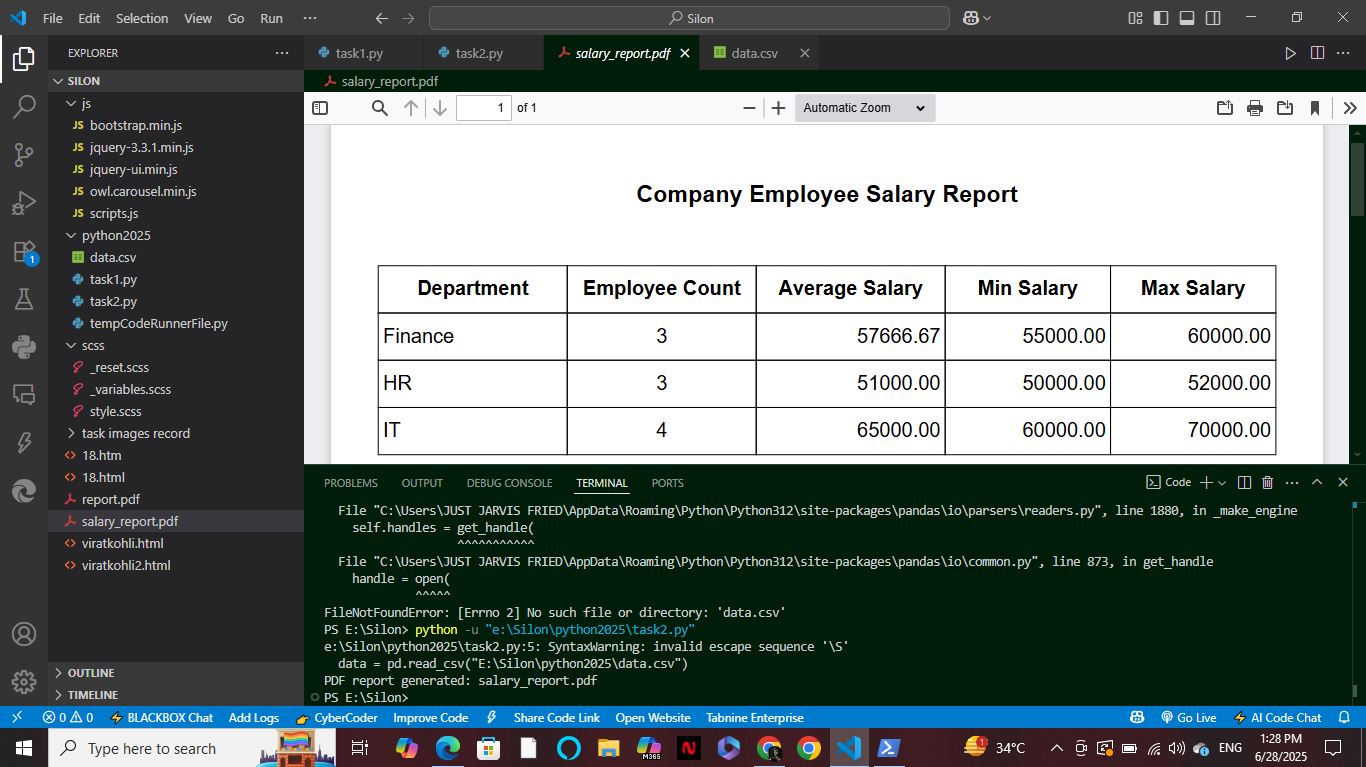 File Edit Selection View Go Run ···
Silon
EXPLORER ···
SILON
js
JS bootstrap.min.js
JS jquery-3.3.1.min.js
JS jquery-ui.min.js
JS owl.carousel.min.js
JS scripts.js
python2025
data.csv
task1.py
task2.py
tempCodeRunnerFile.py
scss
_reset.scss
_variables.scss
style.scss
task images record
18.htm
18.html
report.pdf
salary_report.pdf
viratkohli.html
viratkohli2.html
OUTLINE
TIMELINE
1
task1.py task2.py salary_report.pdf data.csv
salary_report.pdf
1 of 1 Automatic Zoom
Company Employee Salary Report
Department Employee Count Average Salary Min Salary Max Salary
Finance 3 57666.67 55000.00 60000.00
HR 3 51000.00 50000.00 52000.00
IT 4 65000.00 60000.00 70000.00
PROBLEMS OUTPUT DEBUG CONSOLE TERMINAL PORTS Code
File "C:\Users\JUST JARVIS FRIED\AppData\Roaming\Python\Python312\site-packages\pandas\io\parsers\readers.py", line 1880, in _make_engine
self.handles = get_handle(
^^^^^^^^^^^
File "C:\Users\JUST JARVIS FRIED\AppData\Roaming\Python\Python312\site-packages\pandas\io\common.py", line 873, in get_handle
handle = open(
^^^^^
FileNotFoundError: [Errno 2] No such file or directory: 'data.csv'
PS E:\Silon> python -u "e:\Silon\python2025\task2.py"
e:\Silon\python2025\task2.py:5: SyntaxWarning: invalid escape sequence '\S'
data = pd.read_csv("E:\Silon\python2025\data.csv")
PDF report generated: salary_report.pdf
PS E:\Silon>
0 0 BLACKBOX Chat Add Logs CyberCoder Improve Code Share Code Link Open Website Tabnine Enterprise Go Live AI Code Chat
Type here to search M365 N 1 34°C ENG 1:28 PM
6/28/2025